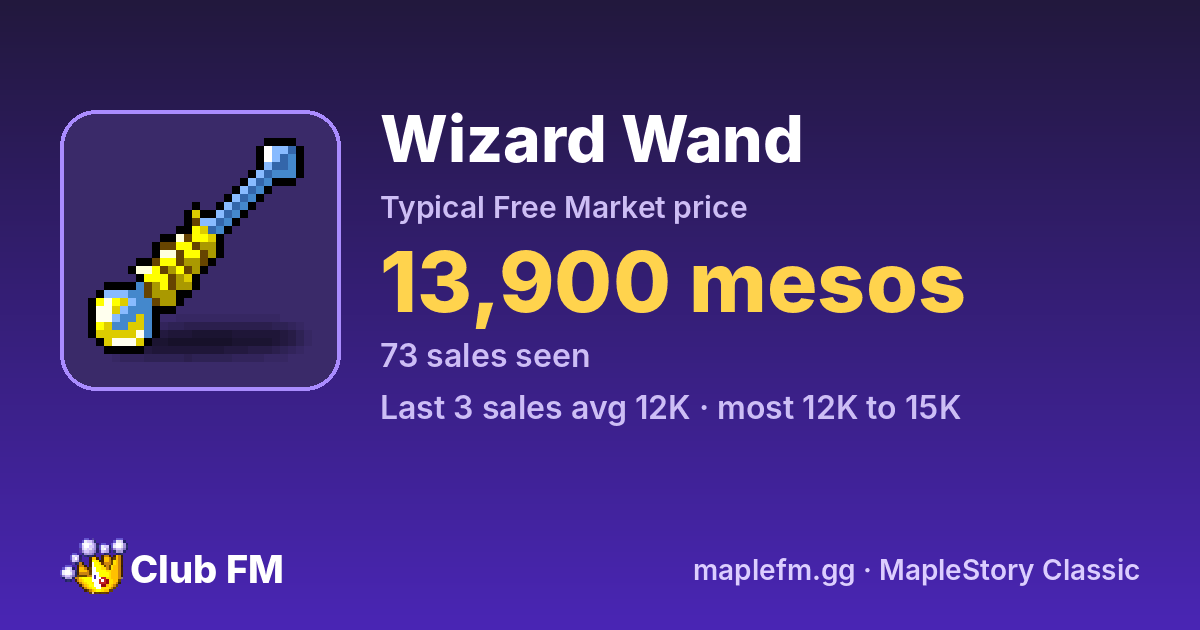 Wizard Wand
Typical Free Market price
13,900 mesos
73 sales seen
Last 3 sales avg 12K · most 12K to 15K
Club FM
maplefm.gg · MapleStory Classic